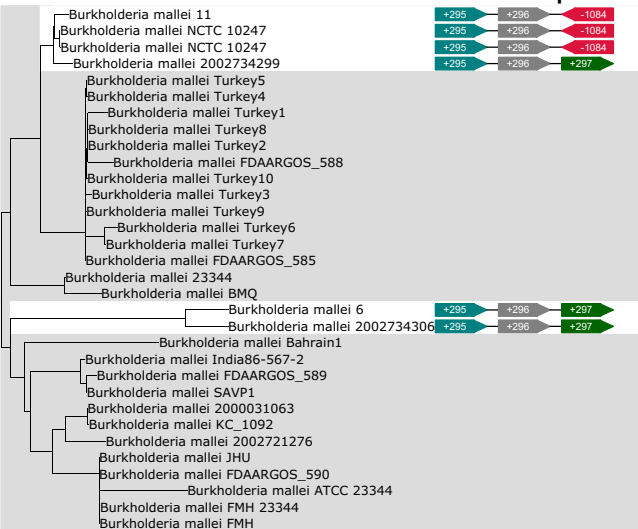 Burkholderia mallei 11 +295 +296 -1084
Burkholderia mallei NCTC 10247 +295 +296 -1084
Burkholderia mallei NCTC 10247 +295 +296 -1084
Burkholderia mallei 2002734299 +295 +296 +297
Burkholderia mallei Turkey5
Burkholderia mallei Turkey4
Burkholderia mallei Turkey1
Burkholderia mallei Turkey8
Burkholderia mallei Turkey2
Burkholderia mallei FDAARGOS_588
Burkholderia mallei Turkey10
Burkholderia mallei Turkey3
Burkholderia mallei Turkey9
Burkholderia mallei Turkey6
Burkholderia mallei Turkey7
Burkholderia mallei FDAARGOS_585
Burkholderia mallei 23344
Burkholderia mallei BMQ
Burkholderia mallei 6 +295 +296 +297
Burkholderia mallei 2002734306 +295 +296 +297
Burkholderia mallei Bahrain1
Burkholderia mallei India86-567-2
Burkholderia mallei FDAARGOS_589
Burkholderia mallei SAVP1
Burkholderia mallei 2000031063
Burkholderia mallei KC_1092
Burkholderia mallei 2002721276
Burkholderia mallei JHU
Burkholderia mallei FDAARGOS_590
Burkholderia mallei ATCC 23344
Burkholderia mallei FMH 23344
Burkholderia mallei FMH